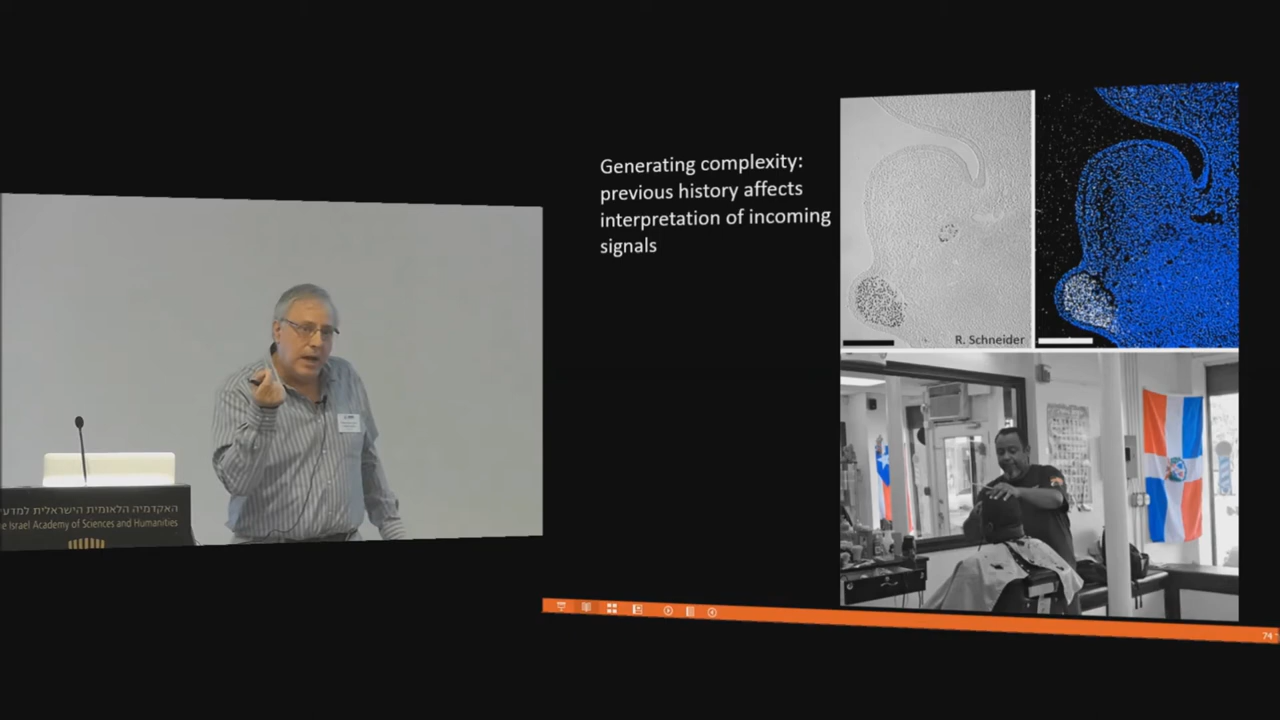 Generating complexity:
previous history affects
interpretation of incoming
signals
R. Schneider
האקדמיה הלאומית הישראלית למדעי
Israel Academy of Sciences and Humanities
74